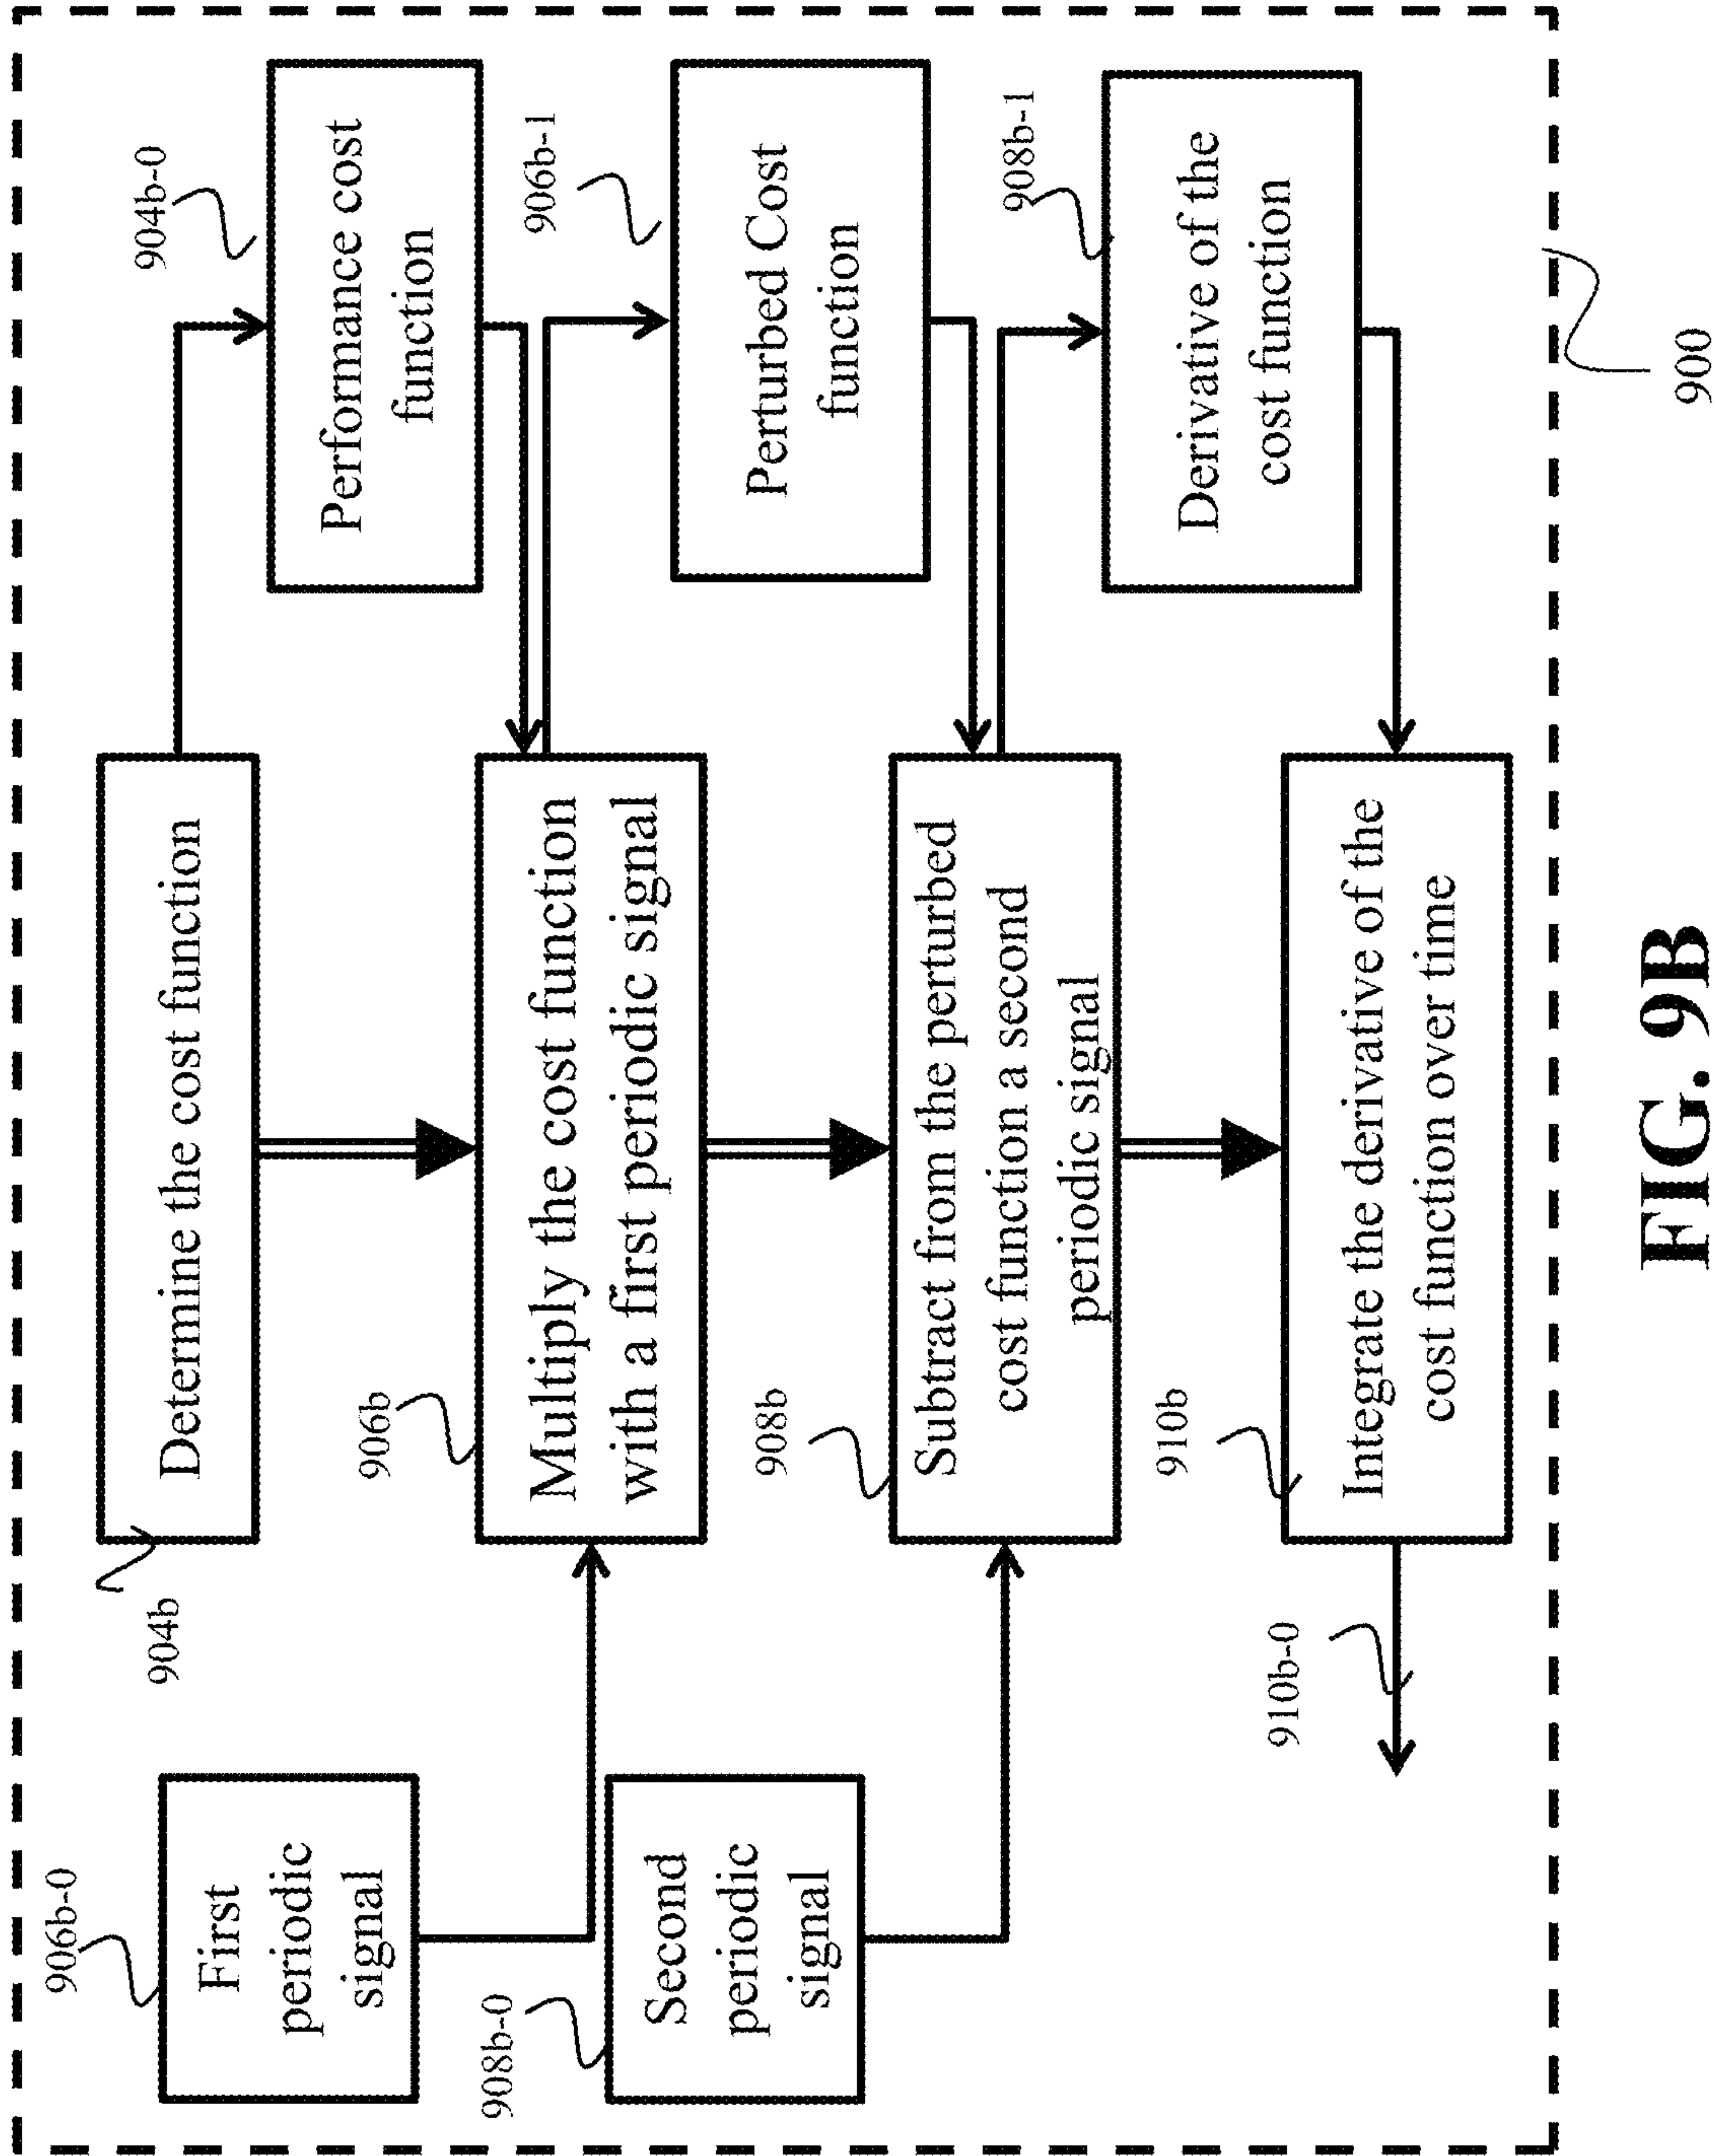 904b
Determine the cost function
904b-0
Performance cost
function
906b-0
First
periodic
signal
906b
Multiply the cost function
with a first periodic signal
906b-1
Perturbed Cost
function
908b-0
Second
periodic
signal
908b
Subtract from the perturbed
cost function a second
periodic signal
908b-1
Derivative of the
cost function
910b-0
910b
Integrate the derivative of the
cost function over time
900
FIG. 9B